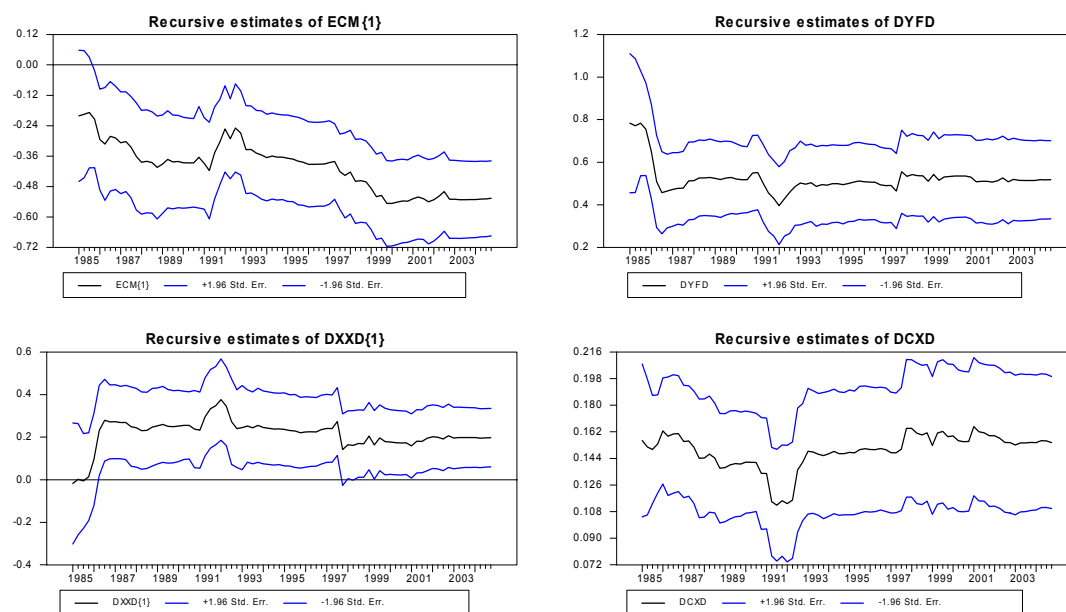 Recursive estimates of ECM{1}
0.12
0.00
-0.12
-0.24
-0.36
-0.48
-0.60
-0.72
1985 1987 1989 1991 1993 1995 1997 1999 2001 2003
ECM{1} +1.96 Std. Err. -1.96 Std. Err.
Recursive estimates of DYFD
1.2
1.0
0.8
0.6
0.4
0.2
1985 1987 1989 1991 1993 1995 1997 1999 2001 2003
DYFD +1.96 Std. Err. -1.96 Std. Err.
Recursive estimates of DXXD{1}
0.6
0.4
0.2
0.0
-0.2
-0.4
1985 1987 1989 1991 1993 1995 1997 1999 2001 2003
DXXD{1} +1.96 Std. Err. -1.96 Std. Err.
Recursive estimates of DCXD
0.216
0.198
0.180
0.162
0.144
0.126
0.108
0.090
0.072
1985 1987 1989 1991 1993 1995 1997 1999 2001 2003
DCXD +1.96 Std. Err. -1.96 Std. Err.